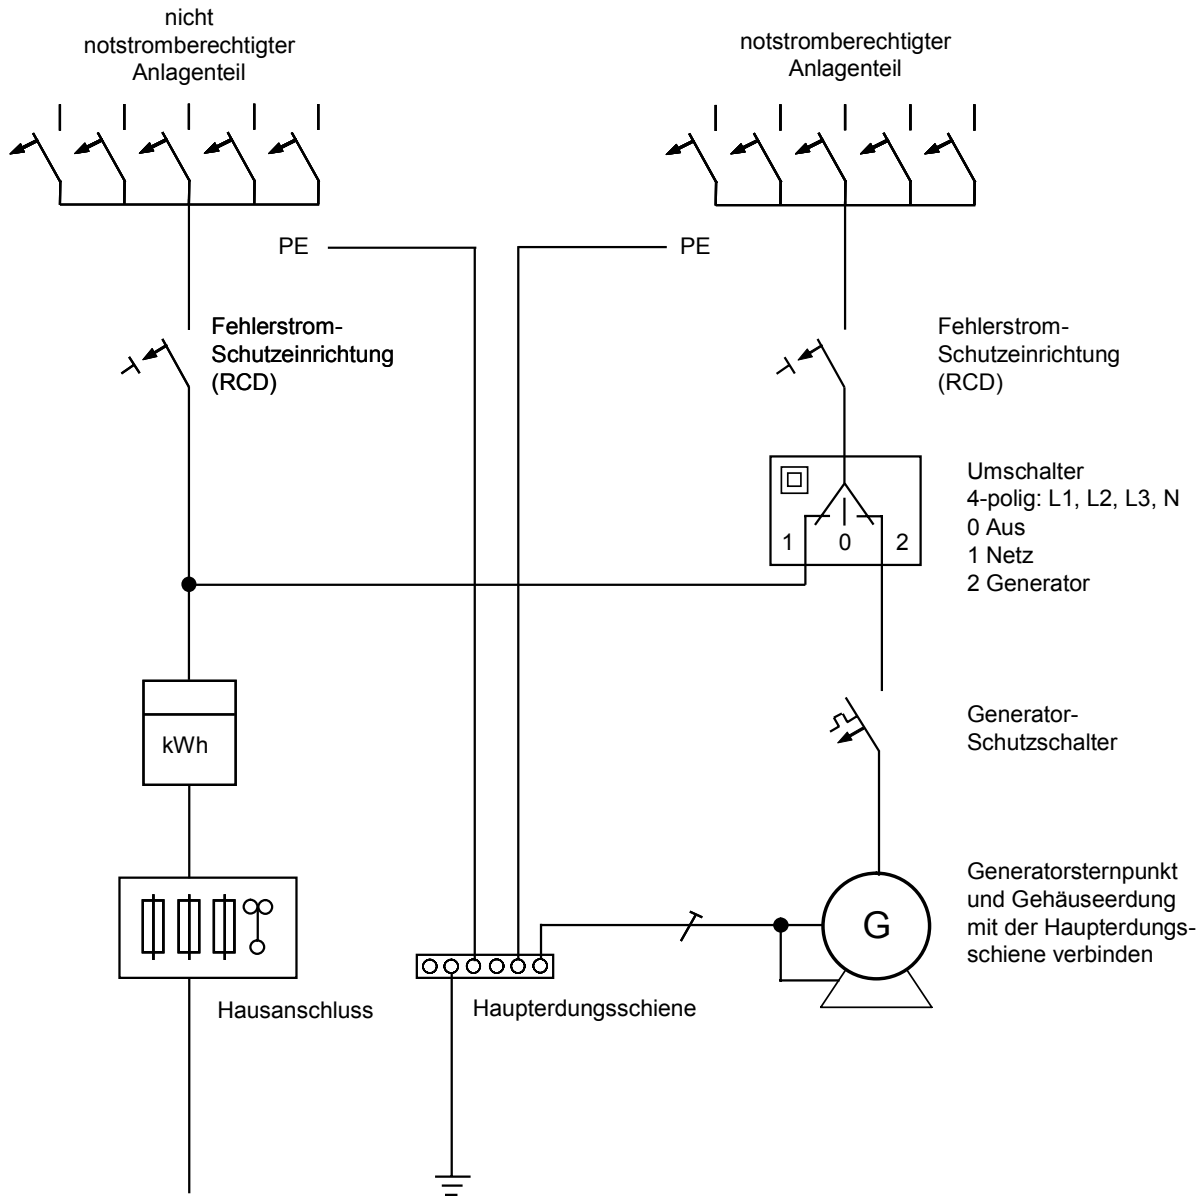 nicht
notstromberechtigter
Anlagenteil
notstromberechtigter
Anlagenteil
PE
PE
Fehlerstrom-
Schutzeinrichtung
(RCD)
Fehlerstrom-
Schutzeinrichtung
(RCD)
1
0
2
Umschalter
4-polig: L1, L2, L3, N
0 Aus
1 Netz
2 Generator
kWh
Generator-
Schutzschalter
G
Generatorsternpunkt
und Gehäuseerdung
mit der Haupterdungs-
schiene verbinden
Hausanschluss
Haupterdungsschiene